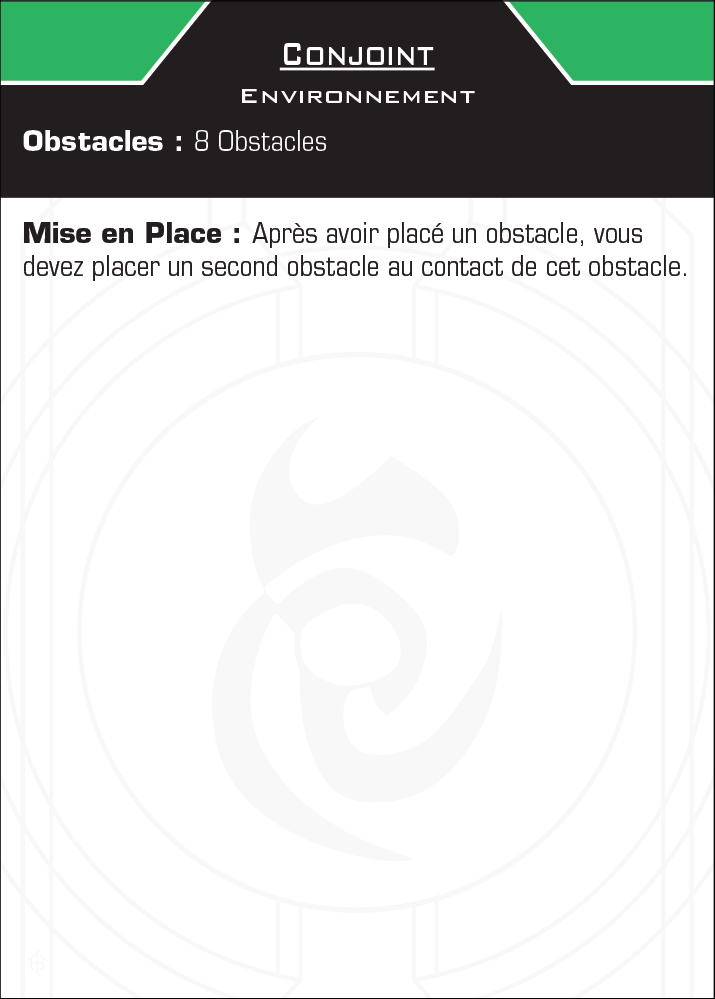 Conjoint
Environnement
Obstacles : 8 Obstacles
Mise en Place : Après avoir placé un obstacle, vous
devez placer un second obstacle au contact de cet obstacle.